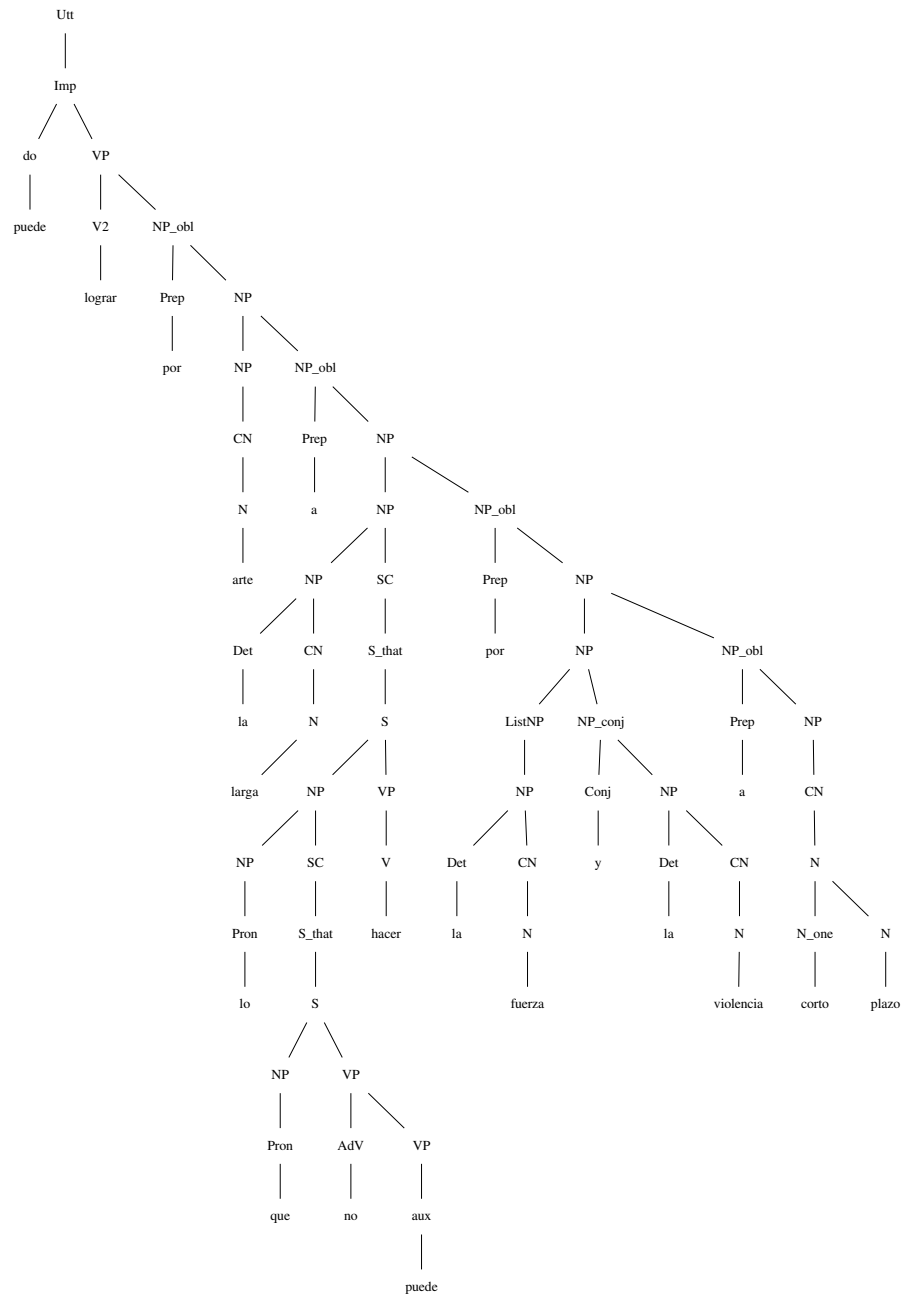 Utt
Imp
do VP
puede V2 NP_obl
lograr Prep NP
por NP NP_obl
CN Prep NP
N a NP NP_obl
arte NP SC Prep NP
Det CN S_that por NP NP_obl
la N S ListNP NP_conj Prep NP
larga NP VP NP Conj NP a CN
NP SC V Det CN y Det CN N
Pron S_that hacer la N la N N_one N
lo S fuerza violencia corto plazo
NP VP
Pron AdV VP
que no aux
puede